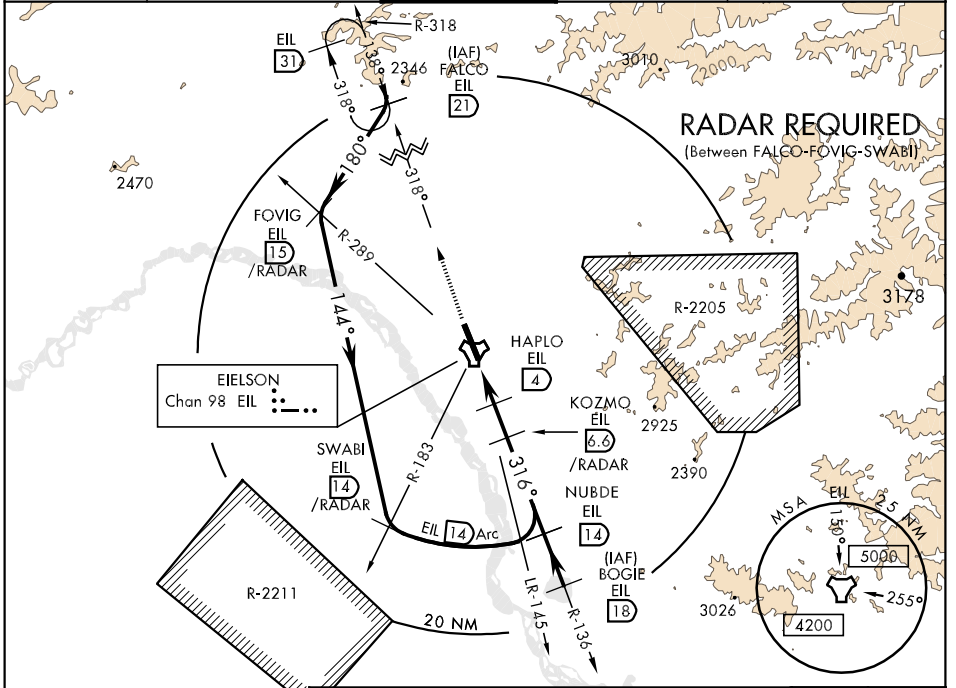 R-318
EIL
31
138°
2346
(IAF)
FALCO
EIL
21
3010
2000
318°
RADAR REQUIRED
(Between FALCO-FOVIG-SWABI)
180°
318°
2470
FOVIG
EIL
15
/RADAR
R-289
R-2205
3178
144°
HAPLO
EIL
4
EIELSON
Chan 98 EIL
KOZMO
EIL
6.6
/RADAR
2925
R-183
SWABI
EIL
14
/RADAR
316°
2390
NUBDE
EIL
14
EIL 14 Arc
MSA EIL 25 NM
150°
5000
(IAF)
BOGIE
EIL
18
R-2211
LR-145
R-136
3026
255°
4200
20 NM